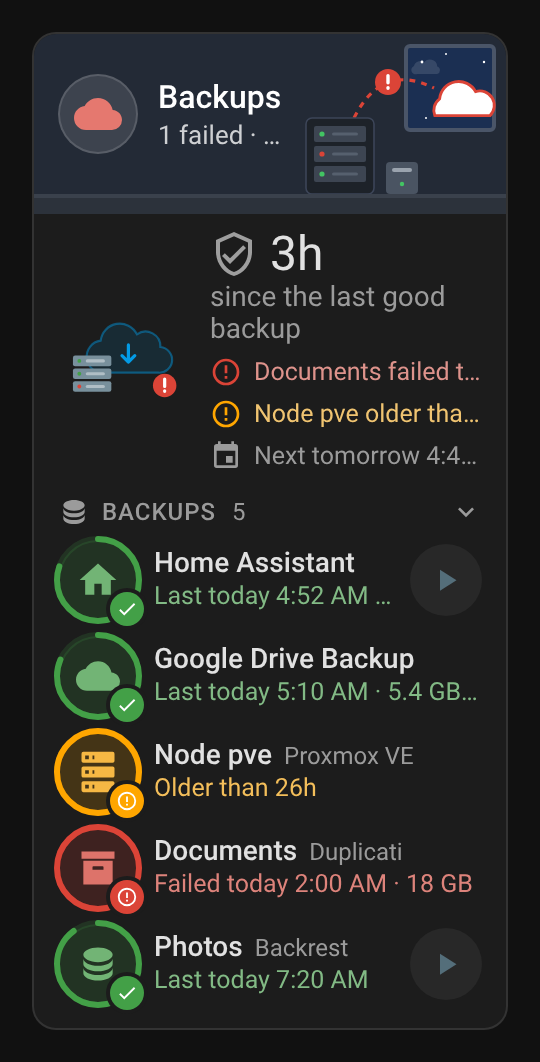 Backups
1 failed · …
3h
since the last good
backup
Documents failed t…
Node pve older tha…
Next tomorrow 4:4…
BACKUPS 5
Home Assistant
Last today 4:52 AM …
Google Drive Backup
Last today 5:10 AM · 5.4 GB…
Node pve Proxmox VE
Older than 26h
Documents Duplicati
Failed today 2:00 AM · 18 GB
Photos Backrest
Last today 7:20 AM